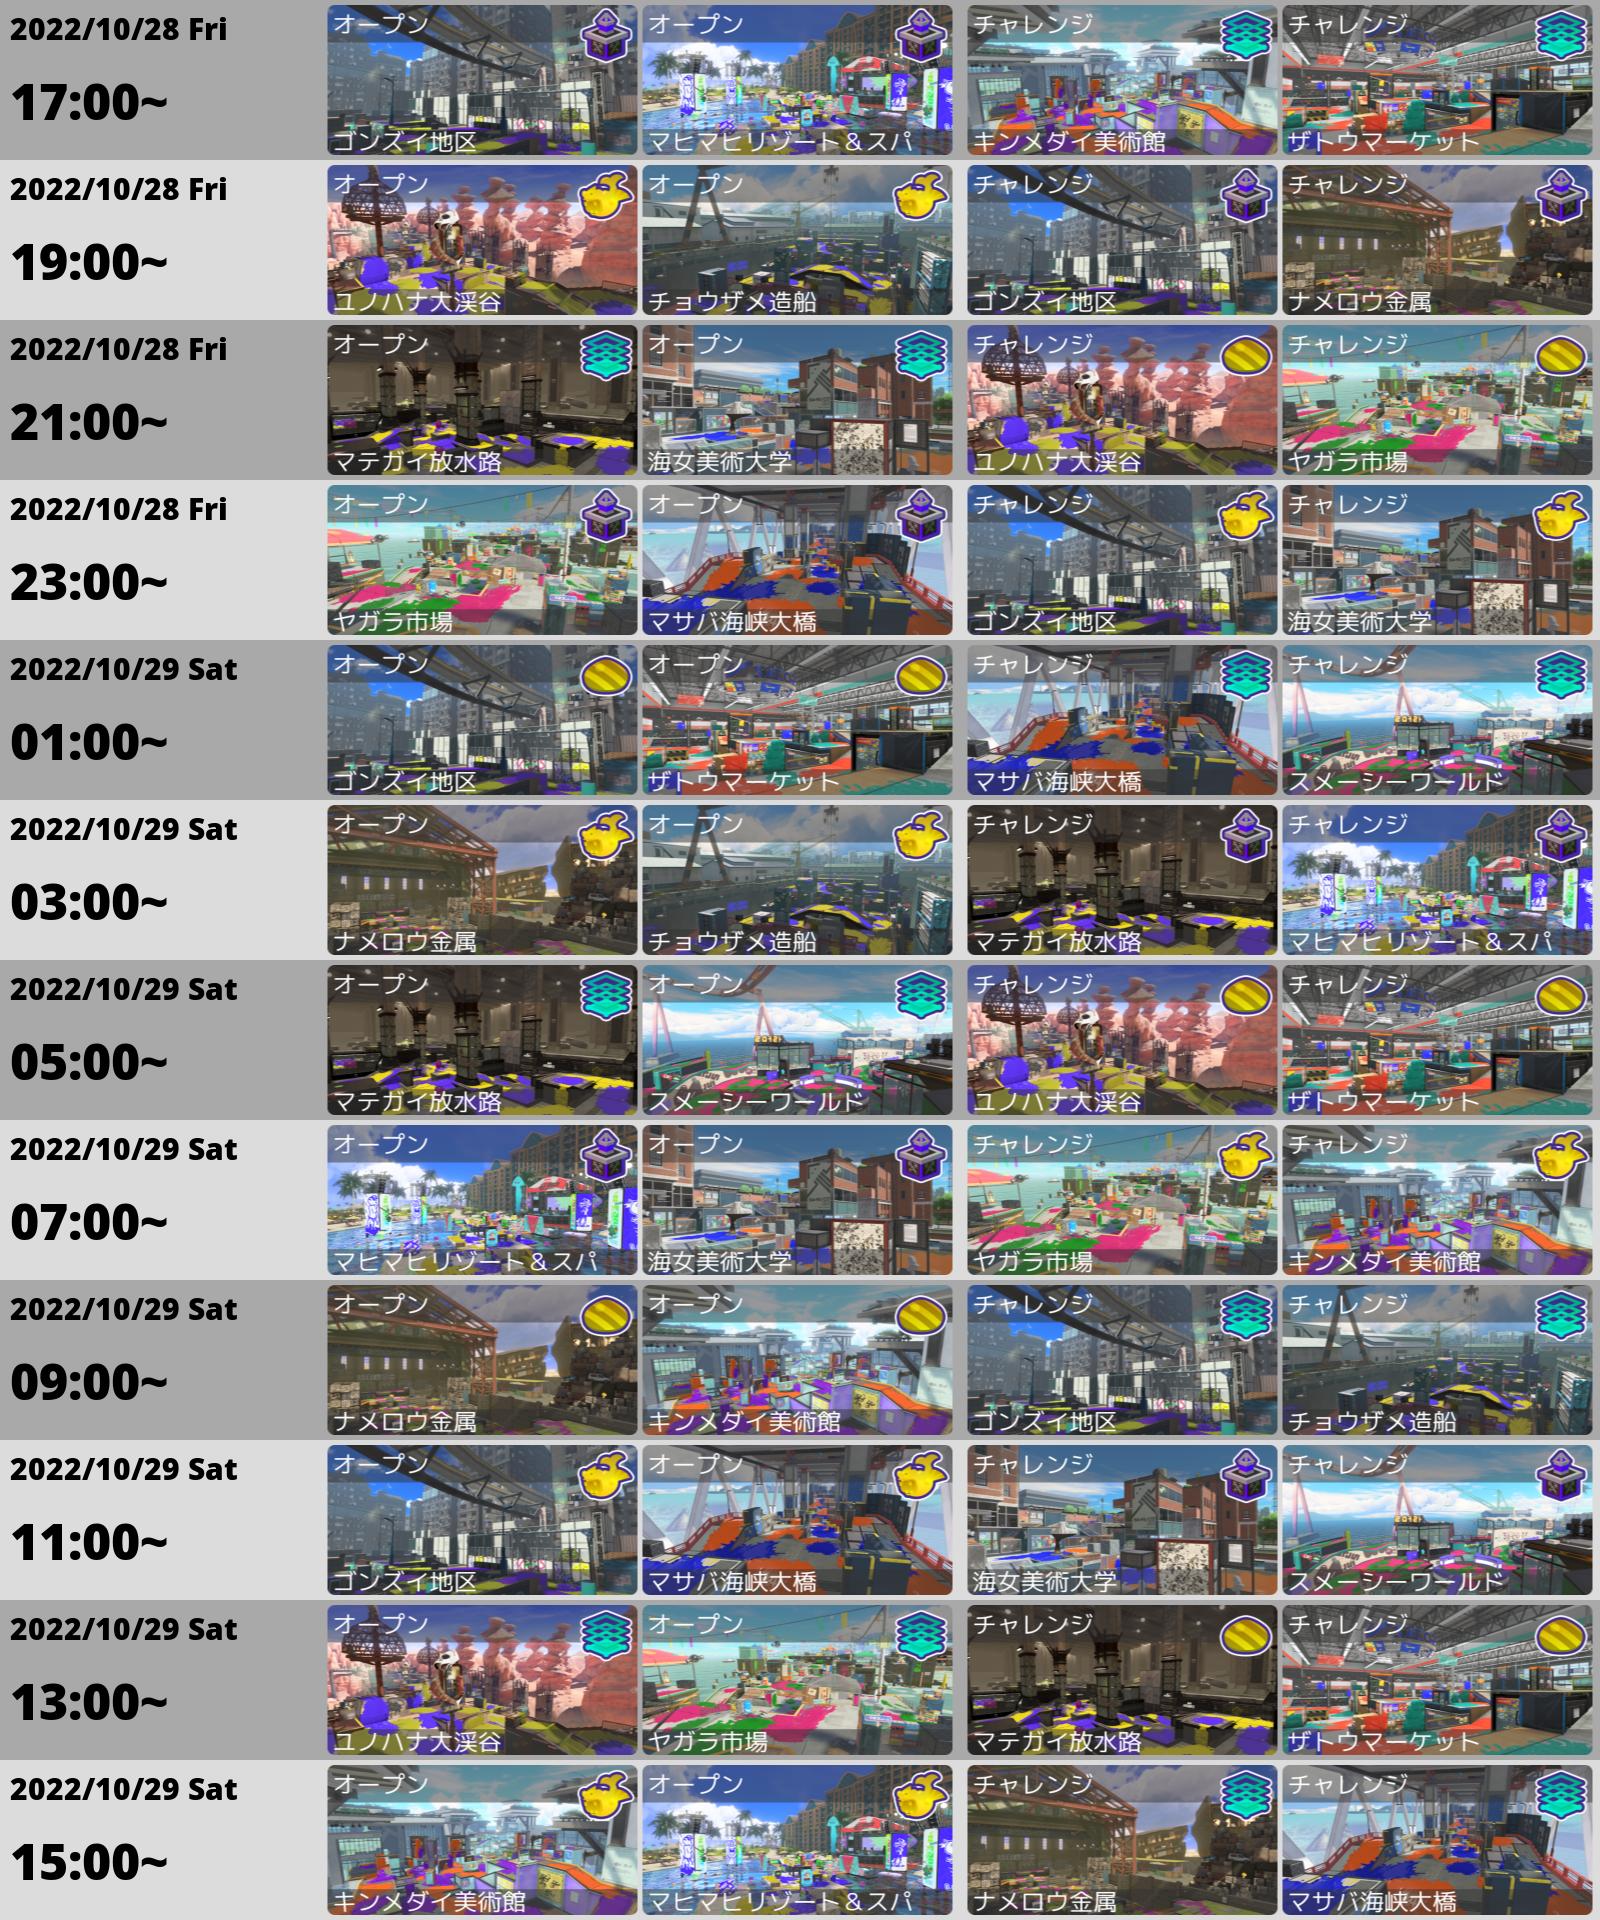 2022/10/28 Fri
17:00~
オープン
ゴンズイ地区
オープン
マヒマヒリゾート＆スパ
チャレンジ
キンメダイ美術館
チャレンジ
ザトウマーケット
2022/10/28 Fri
19:00~
オープン
ユノハナ大渓谷
オープン
チョウザメ造船
チャレンジ
ゴンズイ地区
チャレンジ
ナメロウ金属
2022/10/28 Fri
21:00~
オープン
マテガイ放水路
オープン
海女美術大学
チャレンジ
ユノハナ大渓谷
チャレンジ
ヤガラ市場
2022/10/28 Fri
23:00~
オープン
ヤガラ市場
オープン
マサバ海峡大橋
チャレンジ
ゴンズイ地区
チャレンジ
海女美術大学
2022/10/29 Sat
01:00~
オープン
ゴンズイ地区
オープン
ザトウマーケット
チャレンジ
マサバ海峡大橋
チャレンジ
スメーシーワールド
2022/10/29 Sat
03:00~
オープン
ナメロウ金属
オープン
チョウザメ造船
チャレンジ
マテガイ放水路
チャレンジ
マヒマヒリゾート＆スパ
2022/10/29 Sat
05:00~
オープン
マテガイ放水路
オープン
スメーシーワールド
チャレンジ
ユノハナ大渓谷
チャレンジ
ザトウマーケット
2022/10/29 Sat
07:00~
オープン
マヒマヒリゾート＆スパ
オープン
海女美術大学
チャレンジ
ヤガラ市場
チャレンジ
キンメダイ美術館
2022/10/29 Sat
09:00~
オープン
ナメロウ金属
オープン
キンメダイ美術館
チャレンジ
ゴンズイ地区
チャレンジ
チョウザメ造船
2022/10/29 Sat
11:00~
オープン
ゴンズイ地区
オープン
マサバ海峡大橋
チャレンジ
海女美術大学
チャレンジ
スメーシーワールド
2022/10/29 Sat
13:00~
オープン
ユノハナ大渓谷
オープン
ヤガラ市場
チャレンジ
マテガイ放水路
チャレンジ
ザトウマーケット
2022/10/29 Sat
15:00~
オープン
キンメダイ美術館
オープン
マヒマヒリゾート＆スパ
チャレンジ
ナメロウ金属
チャレンジ
マサバ海峡大橋